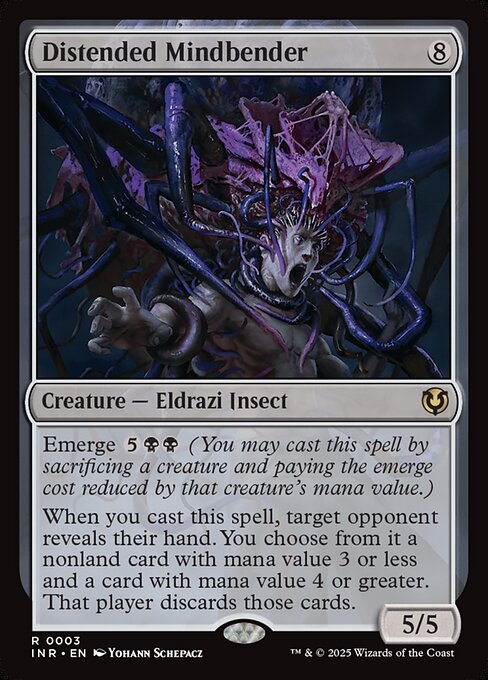 Distended Mindbender 8
Creature — Eldrazi Insect
Emerge 5 (You may cast this spell by
sacrificing a creature and paying the emerge
cost reduced by that creature's mana value.)
When you cast this spell, target opponent
reveals their hand. You choose from it a
nonland card with mana value 3 or less
and a card with mana value 4 or greater.
That player discards those cards.
5/5
R 0003
INR • EN Yohann Schepacz
™ & © 2025 Wizards of the Coast